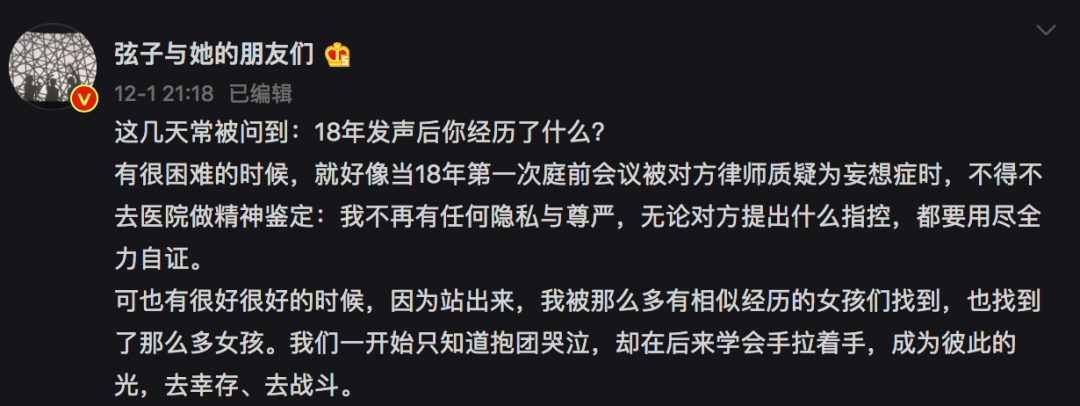 弦子与她的朋友们
12-1 21:18 已编辑
这几天常被问到：18年发声后你经历了什么？
有很困难的时候，就好像当18年第一次庭前会议被对方律师质疑为妄想症时，不得不
去医院做精神鉴定：我不再有任何隐私与尊严，无论对方提出什么指控，都要用尽全
力自证。
可也有很好很好的时候，因为站出来，我被那么多有相似经历的女孩们找到，也找到
了那么多女孩。我们一开始只知道抱团哭泣，却在后来学会手拉着手，成为彼此的
光，去幸存、去战斗。